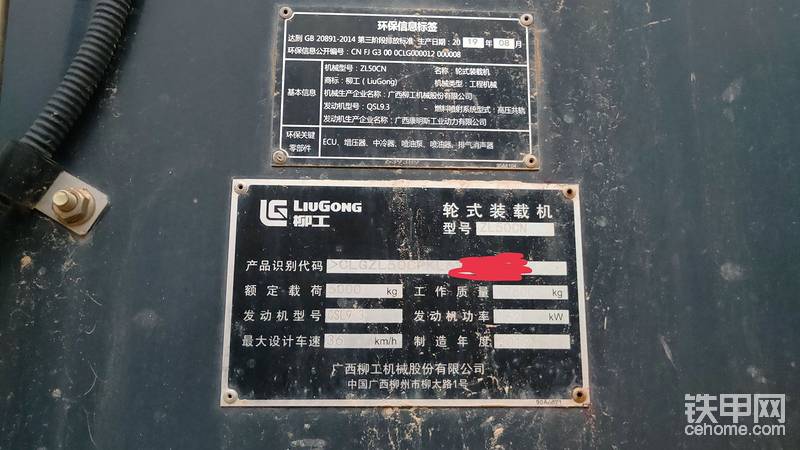 环保信息标签
达到 GB 20891-2014 第三阶段排放标准 生产日期：20 19 年 08 月
环保信息公开编号：CN FJ G3 00 0CLG000012 000008
基本信息
机械型号：ZL50CN 名称：轮式装载机
商标：柳工（LiuGong） 机械类型：工程机械
机械生产企业名称：广西柳工机械股份有限公司
发动机型号：QSL9.3 燃料喷射系统型式：高压共轨
发动机生产企业名称：广西康明斯工业动力有限公司
环保关键零部件
ECU、增压器、中冷器、喷油泵、喷油器、排气消声器
LIUGONG
柳工
轮式装载机
型号 ZL50CN
产品识别代码
额定载荷 5000 kg 工作质量 kg
发动机型号 QSL9.3 发动机功率 kW
最大设计车速 36 km/h 制造年度
广西柳工机械股份有限公司
中国广西柳州市柳太路1号
铁甲网
cehome.com